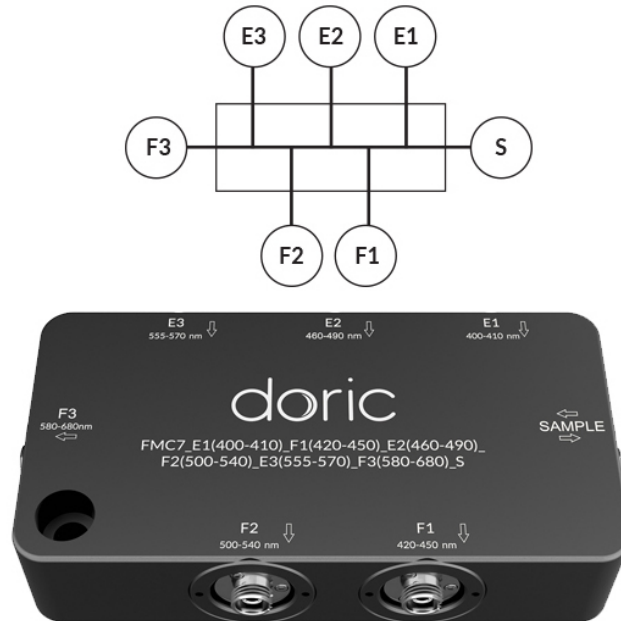 E3 E2 E1
F3 S
F2 F1
E3 E2 E1
555-570 nm 460-490 nm 400-410 nm
doric
F3
580-680nm
SAMPLE
FMC7_E1(400-410)_F1(420-450)_E2(460-490)_
F2(500-540)_E3(555-570)_F3(580-680)_S
F2 F1
500-540 nm 420-450 nm